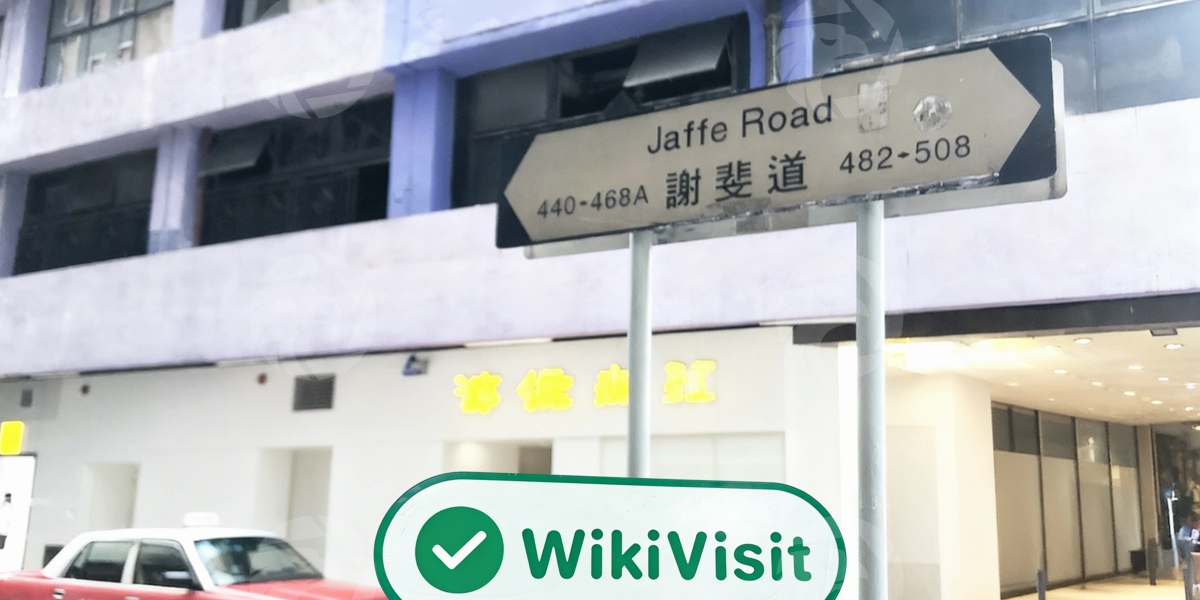 Jaffe Road
440-468A 謝斐道 482-508
WikiVisit